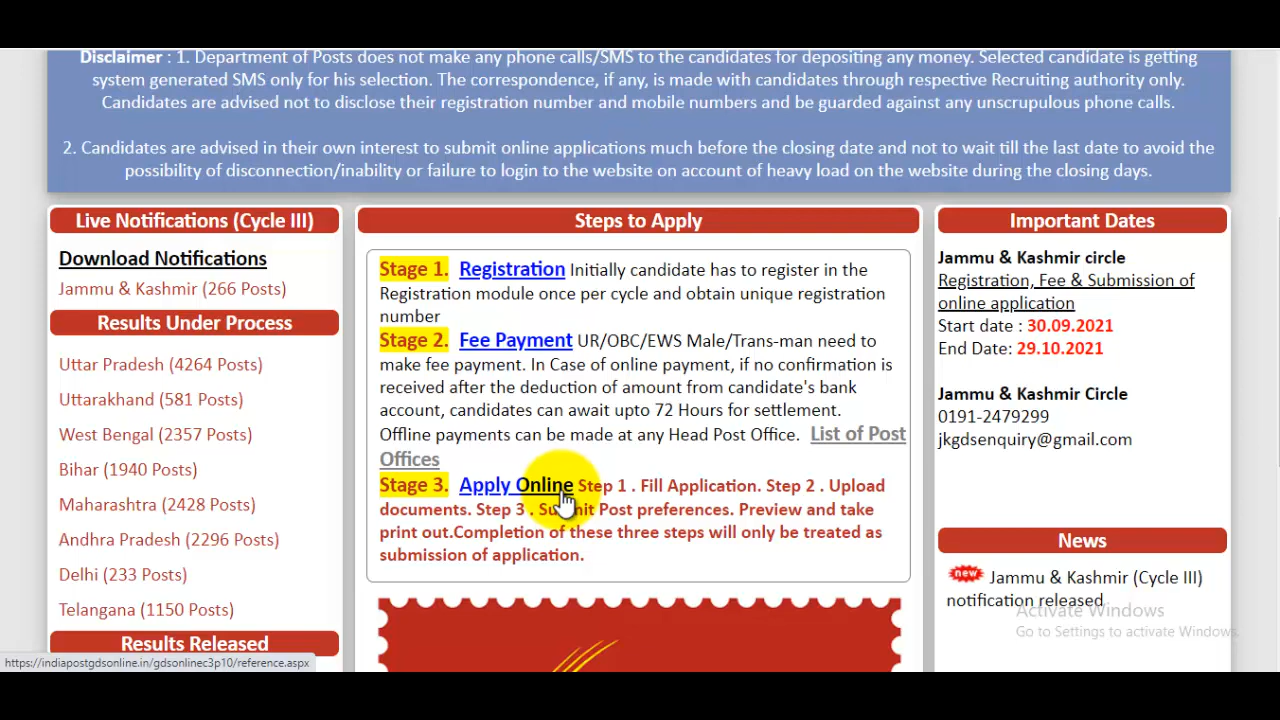 Disclaimer : 1. Department of Posts does not make any phone calls/SMS to the candidates for depositing any money. Selected candidate is getting
system generated SMS only for his selection. The correspondence, if any, is made with candidates through respective Recruiting authority only.
Candidates are advised not to disclose their registration number and mobile numbers and be guarded against any unscrupulous phone calls.
2. Candidates are advised in their own interest to submit online applications much before the closing date and not to wait till the last date to avoid the
possibility of disconnection/inability or failure to login to the website on account of heavy load on the website during the closing days.
Live Notifications (Cycle III)
Download Notifications
Jammu & Kashmir (266 Posts)
Results Under Process
Uttar Pradesh (4264 Posts)
Uttarakhand (581 Posts)
West Bengal (2357 Posts)
Bihar (1940 Posts)
Maharashtra (2428 Posts)
Andhra Pradesh (2296 Posts)
Delhi (233 Posts)
Telangana (1150 Posts)
Results Released
Steps to Apply
Stage 1. Registration Initially candidate has to register in the
Registration module once per cycle and obtain unique registration
number
Stage 2. Fee Payment UR/OBC/EWS Male/Trans-man need to
make fee payment. In Case of online payment, if no confirmation is
received after the deduction of amount from candidate's bank
account, candidates can await upto 72 Hours for settlement.
Offline payments can be made at any Head Post Office. List of Post
Offices
Stage 3. Apply Online Step 1 . Fill Application. Step 2 . Upload
documents. Step 3 . Submit Post preferences. Preview and take
print out.Completion of these three steps will only be treated as
submission of application.
Important Dates
Jammu & Kashmir circle
Registration, Fee & Submission of
online application
Start date : 30.09.2021
End Date: 29.10.2021
Jammu & Kashmir Circle
0191-2479299
jkgdsenquiry@gmail.com
News
new Jammu & Kashmir (Cycle III)
notification released
Activate Windows
Go to Settings to activate Windows.
https://indiapostgdsonline.in/gdsonlinec3p10/reference.aspx